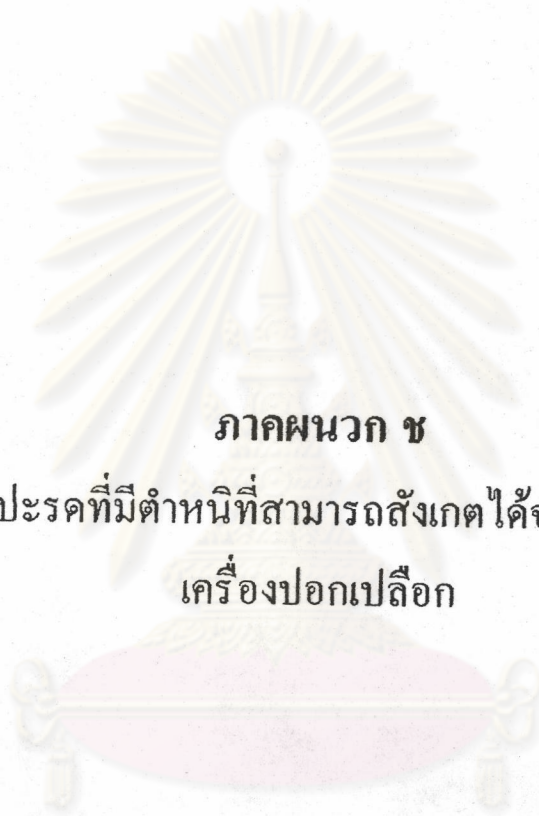 ภาคผนวก ช
ปะรดที่มีตำหนิที่สามารถสังเกตได้
เครื่องปอกเปลือก